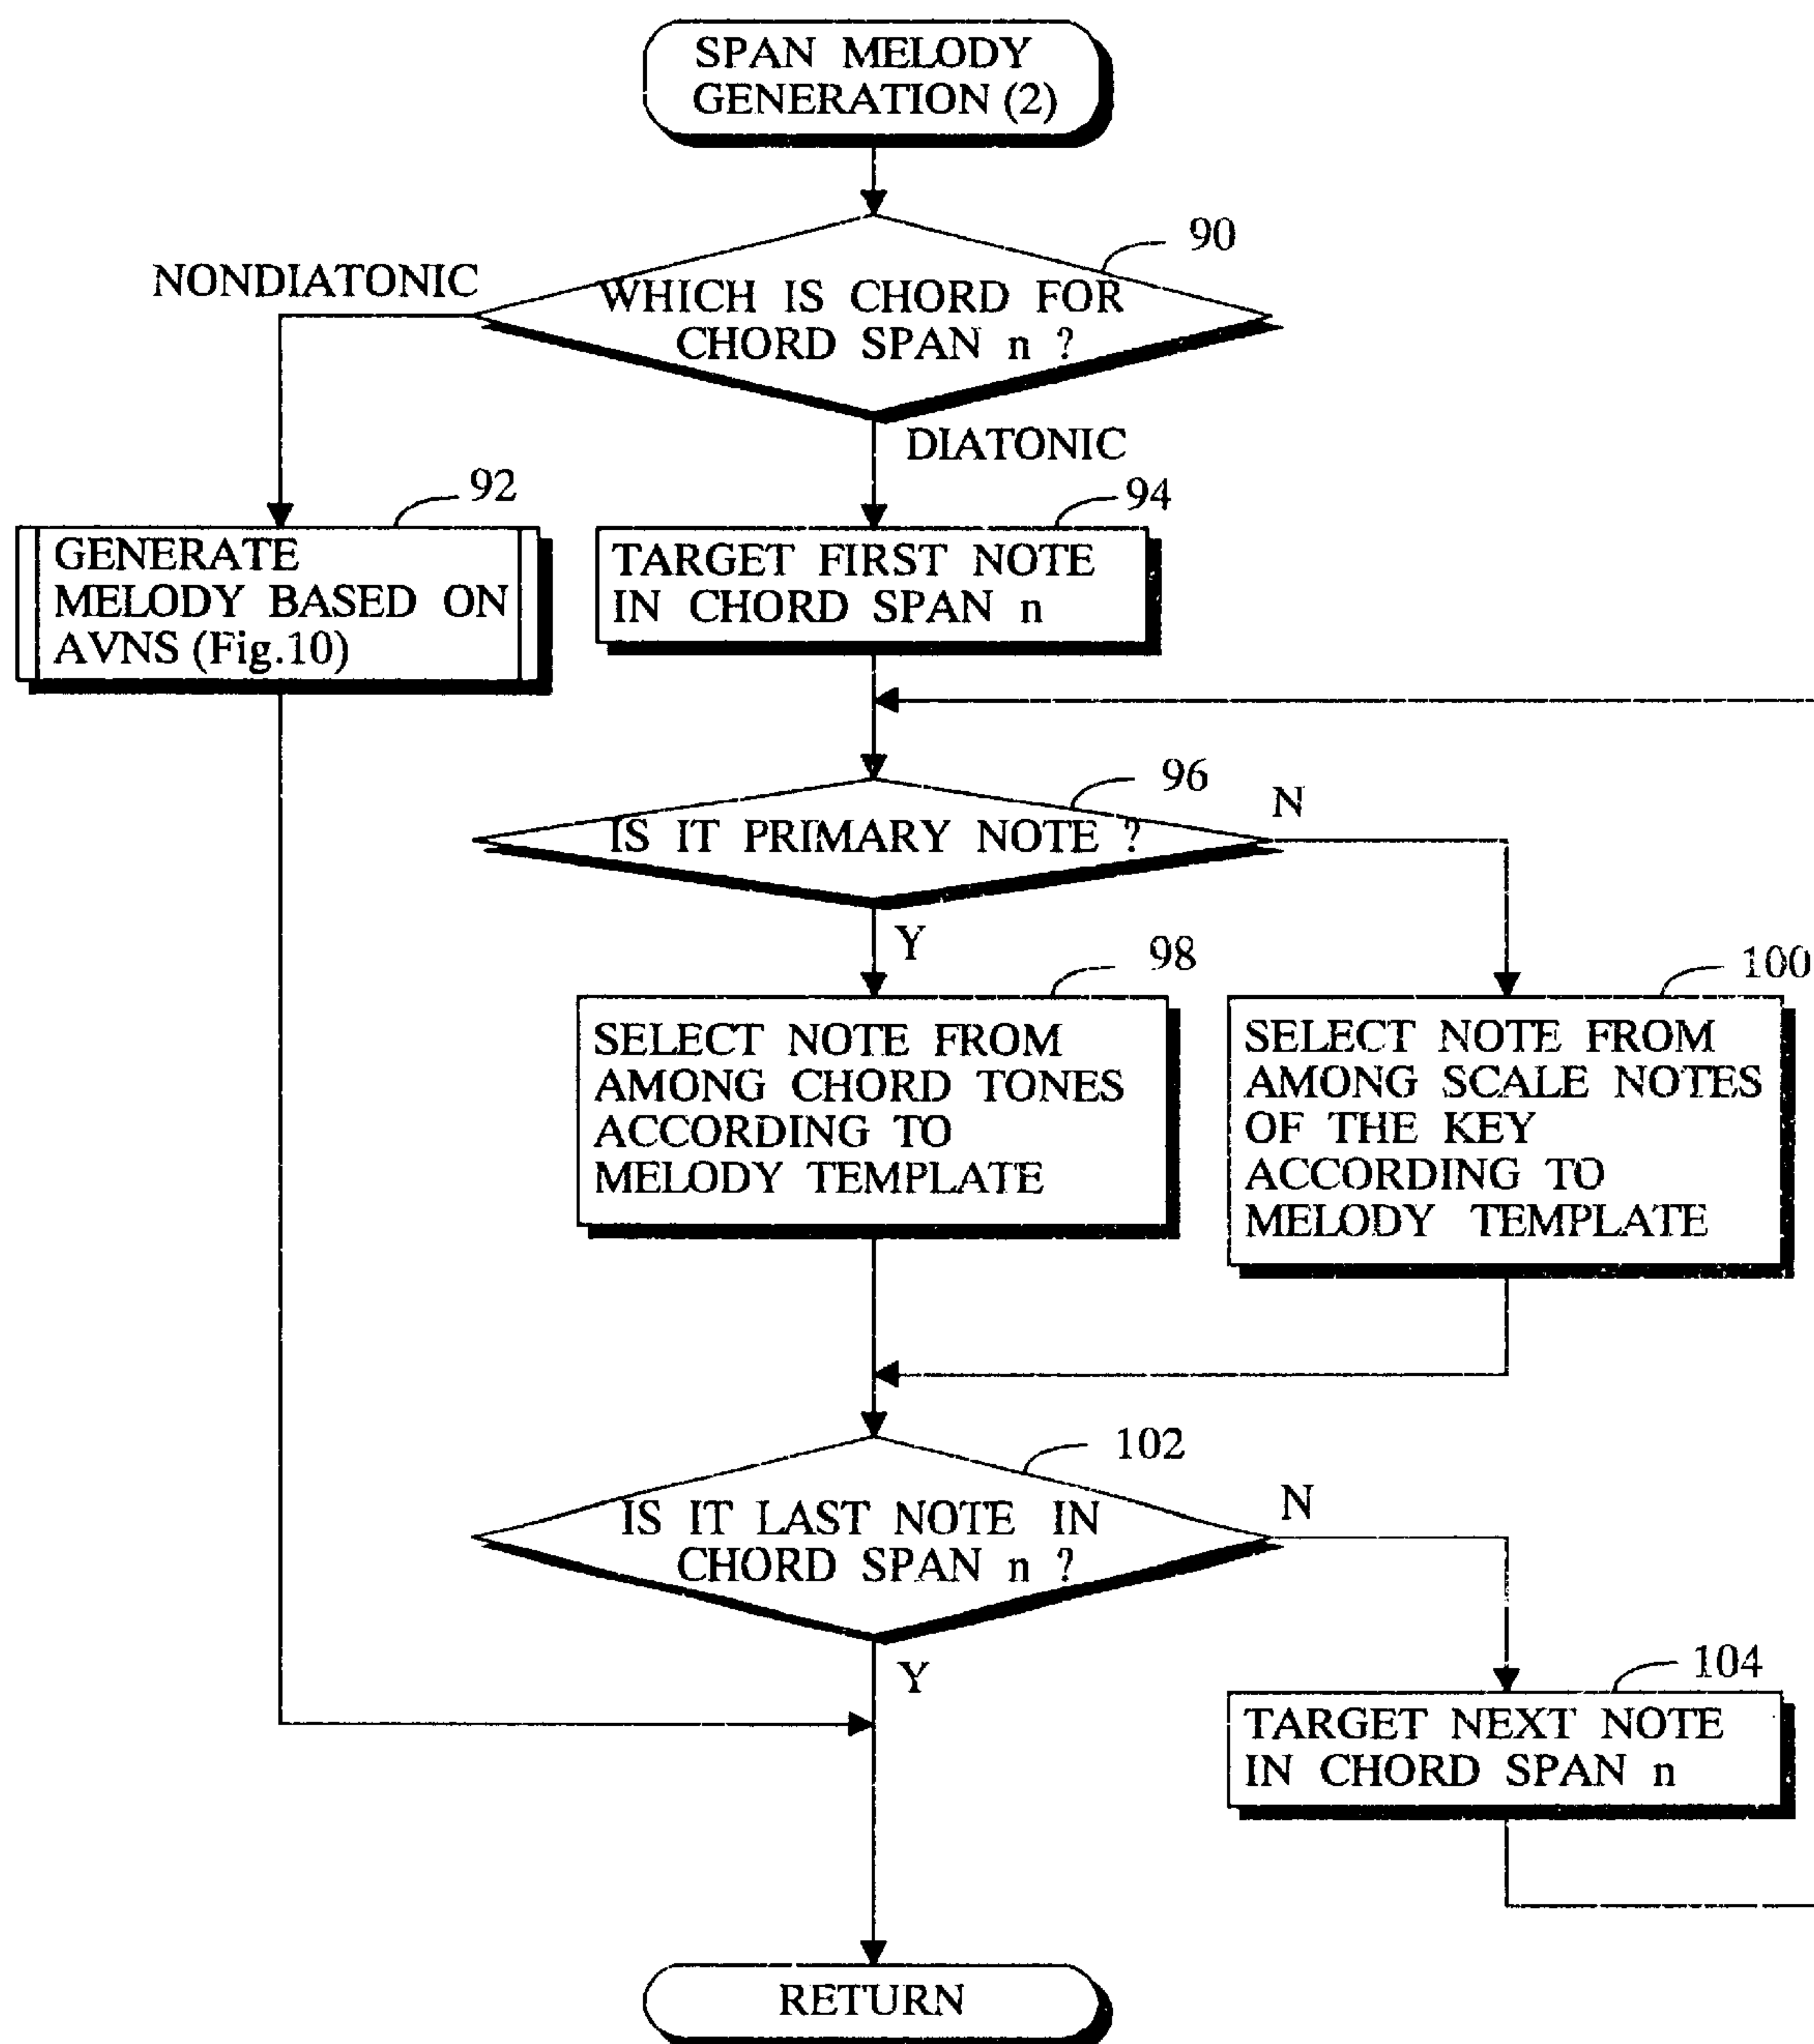 SPAN MELODY
GENERATION (2)
90
NONDIATONIC
WHICH IS CHORD FOR
CHORD SPAN n ?
DIATONIC
92
GENERATE
MELODY BASED ON
AVNS (Fig.10)
94
TARGET FIRST NOTE
IN CHORD SPAN n
96
IS IT PRIMARY NOTE ?
N
Y
98
SELECT NOTE FROM
AMONG CHORD TONES
ACCORDING TO
MELODY TEMPLATE
100
SELECT NOTE FROM
AMONG SCALE NOTES
OF THE KEY
ACCORDING TO
MELODY TEMPLATE
102
IS IT LAST NOTE IN
CHORD SPAN n ?
N
Y
104
TARGET NEXT NOTE
IN CHORD SPAN n
RETURN